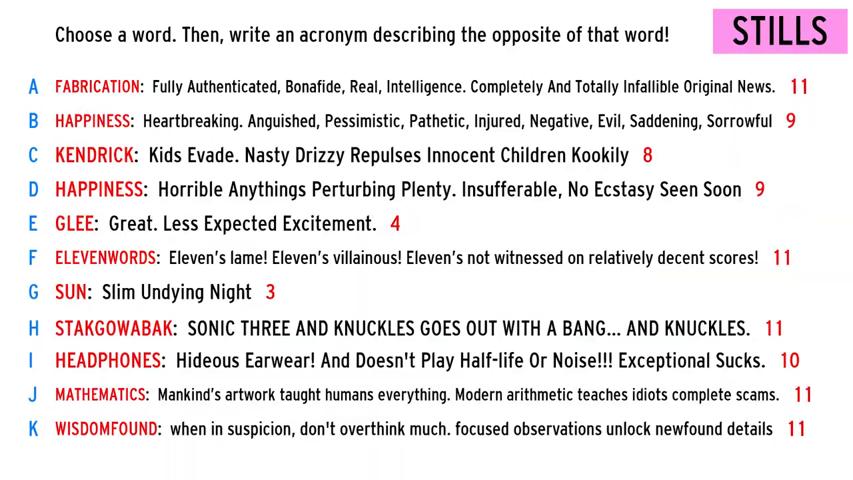 Choose a word. Then, write an acronym describing the opposite of that word!
STILLS
A FABRICATION: Fully Authenticated, Bonafide, Real, Intelligence. Completely And Totally Infallible Original News. 11
B HAPPINESS: Heartbreaking. Anguished, Pessimistic, Pathetic, Injured, Negative, Evil, Saddening, Sorrowful 9
C KENDRICK: Kids Evade. Nasty Drizzy Repulses Innocent Children Kookily 8
D HAPPINESS: Horrible Anythings Perturbing Plenty. Insufferable, No Ecstasy Seen Soon 9
E GLEE: Great. Less Expected Excitement. 4
F ELEVENWORDS: Eleven's lame! Eleven's villainous! Eleven's not witnessed on relatively decent scores! 11
G SUN: Slim Undying Night 3
H STAKGOWABAK: SONIC THREE AND KNUCKLES GOES OUT WITH A BANG... AND KNUCKLES. 11
I HEADPHONES: Hideous Earwear! And Doesn't Play Half-life Or Noise!!! Exceptional Sucks. 10
J MATHEMATICS: Mankind's artwork taught humans everything. Modern arithmetic teaches idiots complete scams. 11
K WISDOMFOUND: when in suspicion, don't overthink much. focused observations unlock newfound details 11